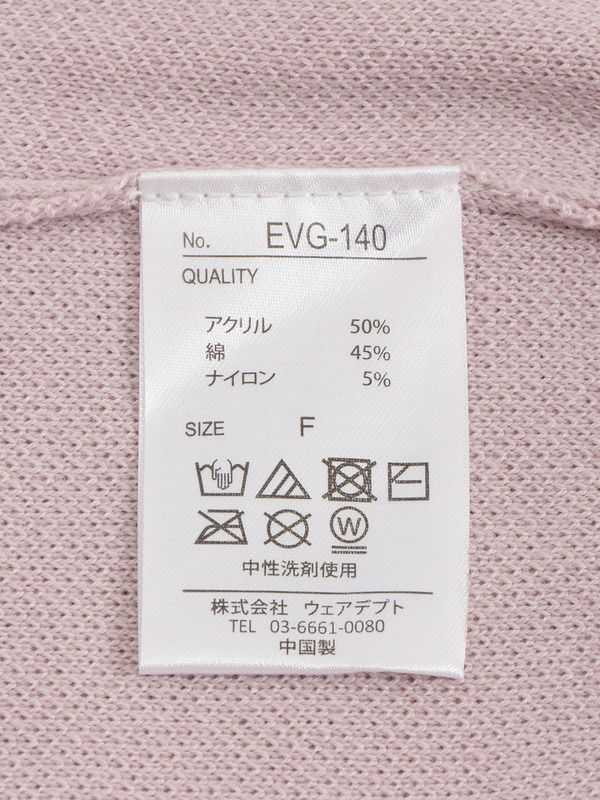 No. EVG-140
QUALITY
アクリル 50%
綿 45%
ナイロン 5%
SIZE F
W
中性洗剤使用
株式会社 ウェアデプト
TEL 03-6661-0080
中国製